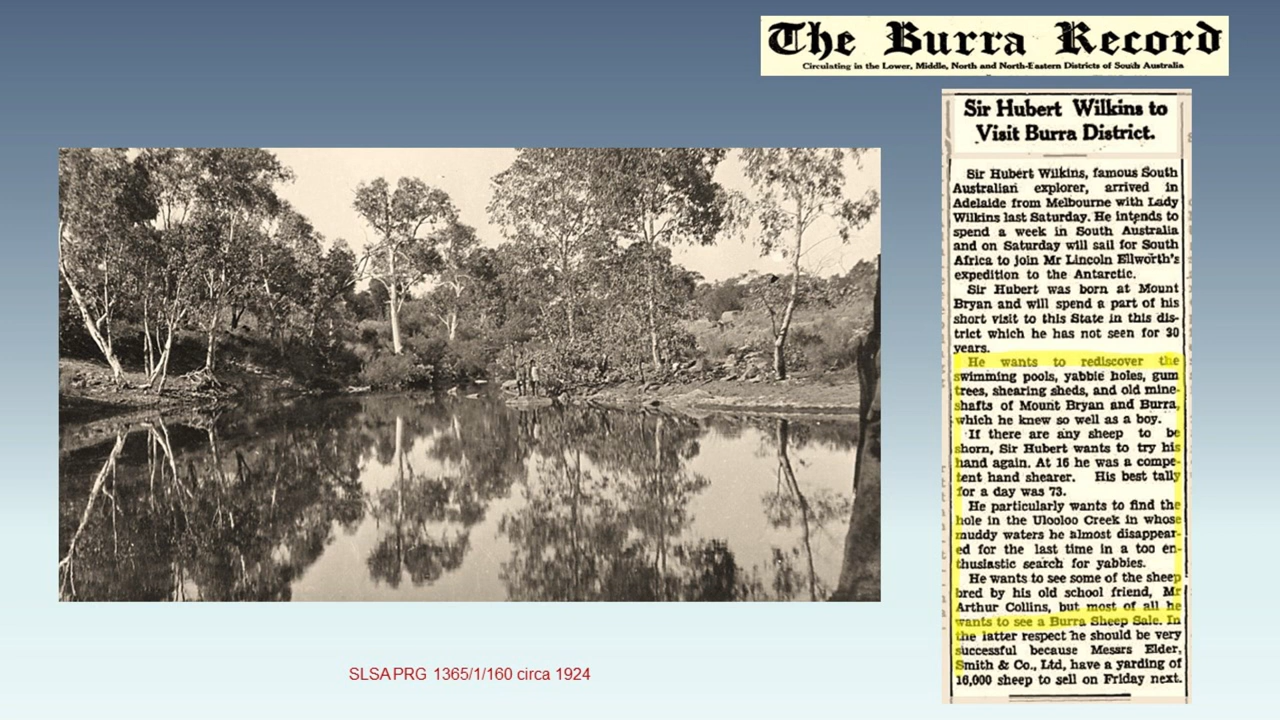 The Burra Record
Circulating in the Lower, Middle, North and North-Eastern Districts of South Australia
Sir Hubert Wilkins to
Visit Burra District.
Sir Hubert Wilkins, famous South
Australian explorer, arrived in
Adelaide from Melbourne with Lady
Wilkins last Saturday. He intends to
spend a week in South Australia
and on Saturday will sail for South
Africa to join Mr Lincoln Ellworth's
expedition to the Antarctic.
Sir Hubert was born at Mount
Bryan and will spend a part of his
short visit to this State in this dis-
trict which he has not seen for 30
years.
He wants to rediscover the
swimming pools, yabbie holes, gum
trees, shearing sheds, and old mine-
shafts of Mount Bryan and Burra,
which he knew so well as a boy.
If there are any sheep to be
shorn, Sir Hubert wants to try his
hand again. At 16 he was a compe-
tent hand shearer. His best tally
for a day was 73.
He particularly wants to find the
hole in the Ulooloo Creek in whose
muddy waters he almost disappear-
ed for the last time in a too en-
thusiastic search for yabbies.
He wants to see some of the sheep
bred by his old school friend, Mr
Arthur Collins, but most of all he
wants to see a Burra Sheep Sale. In
the latter respect he should be very
successful because Messrs Elder,
Smith & Co., Ltd, have a yarding of
16,000 sheep to sell on Friday next.
SLSA PRG 1365/1/160 circa 1924